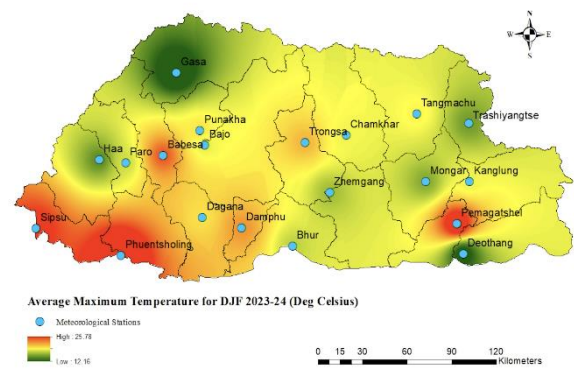 N
W E
S
Gasa
Tangmachu
Trashiyangtse
Punakha
Bajo
Babesa
Trongsa
Chamkhar
Haa
Paro
Mongar
Kanglung
Zhemgang
Sipsu
Dagana
Damphu
Pemagatshel
Phuentsholing
Bhur
Deothang
Average Maximum Temperature for DJF 2023-24 (Deg Celsius)
Meteorological Stations
High : 25.78
Low : 12.16
0 15 30 60 90 120
Kilometers